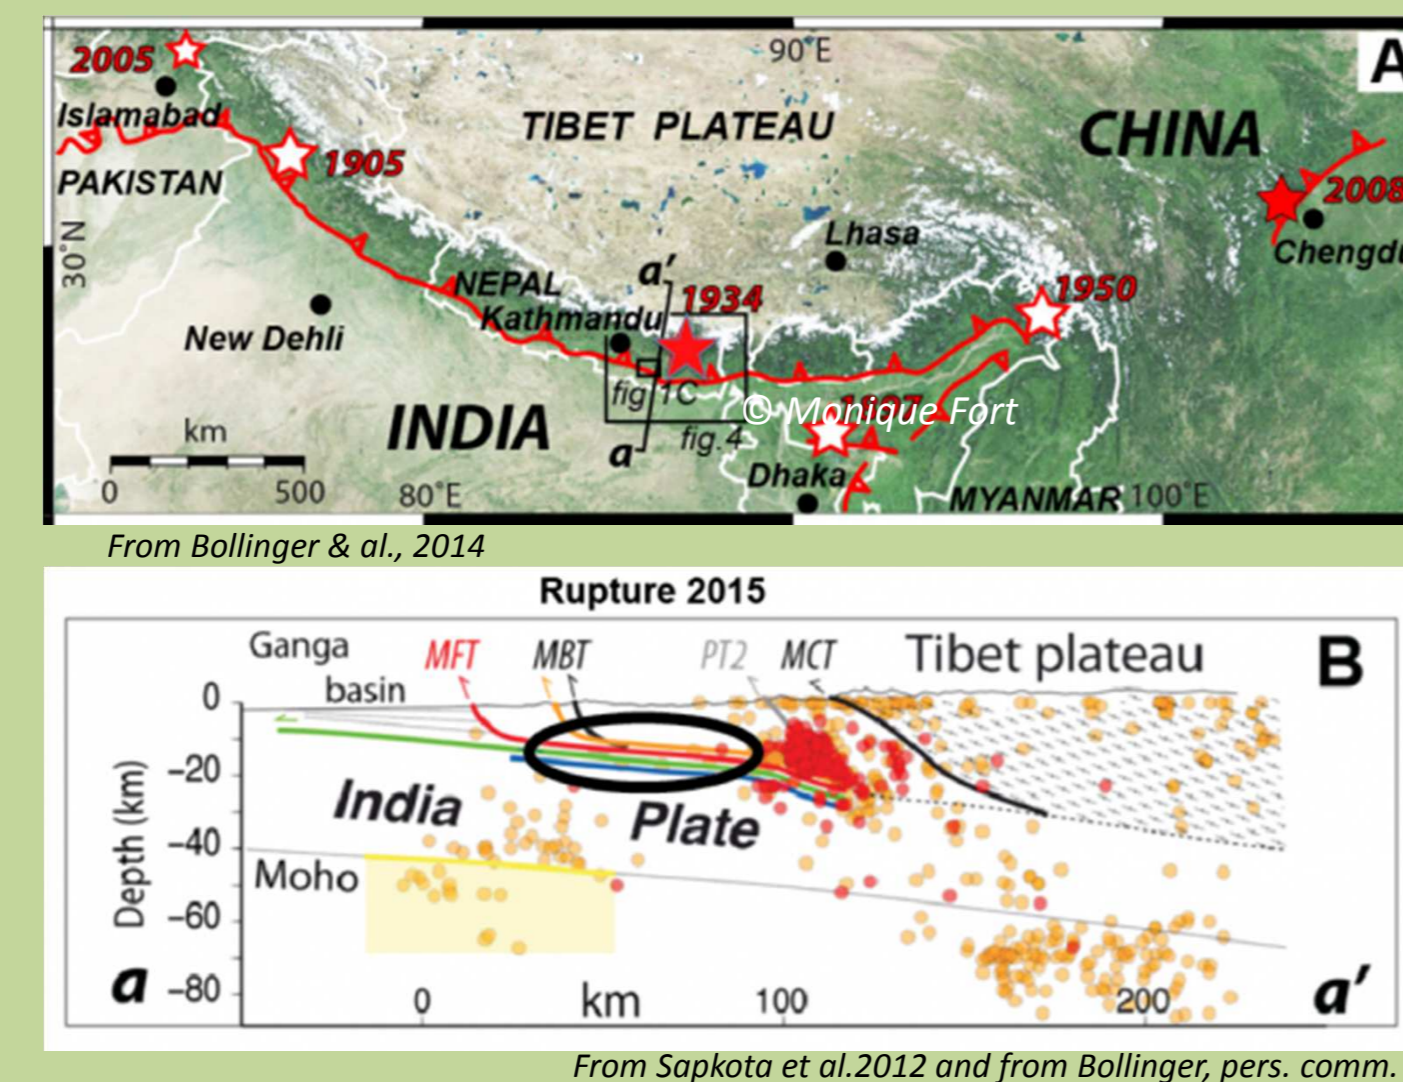 90°E
A
2005
Islamabad
TIBET PLATEAU
CHINA
1905
PAKISTAN
2008
30°N
Lhasa
Chengdu
a'
1934
1950
NEPAL
Kathmandu
New Dehli
fig 1C
© Monique Fort
1897
INDIA
km
fig.4
a
Dhaka
0 500
80°E
MYANMAR
100°E
From Bollinger & al., 2014
Rupture 2015
Ganga
basin
MFT
MBT
PT2
MCT
Tibet plateau
B
0
−20
−40
−60
−80
Depth (km)
India
Plate
Moho
a
0 km 100 200
a'
From Sapkota et al.2012 and from Bollinger, pers. comm.